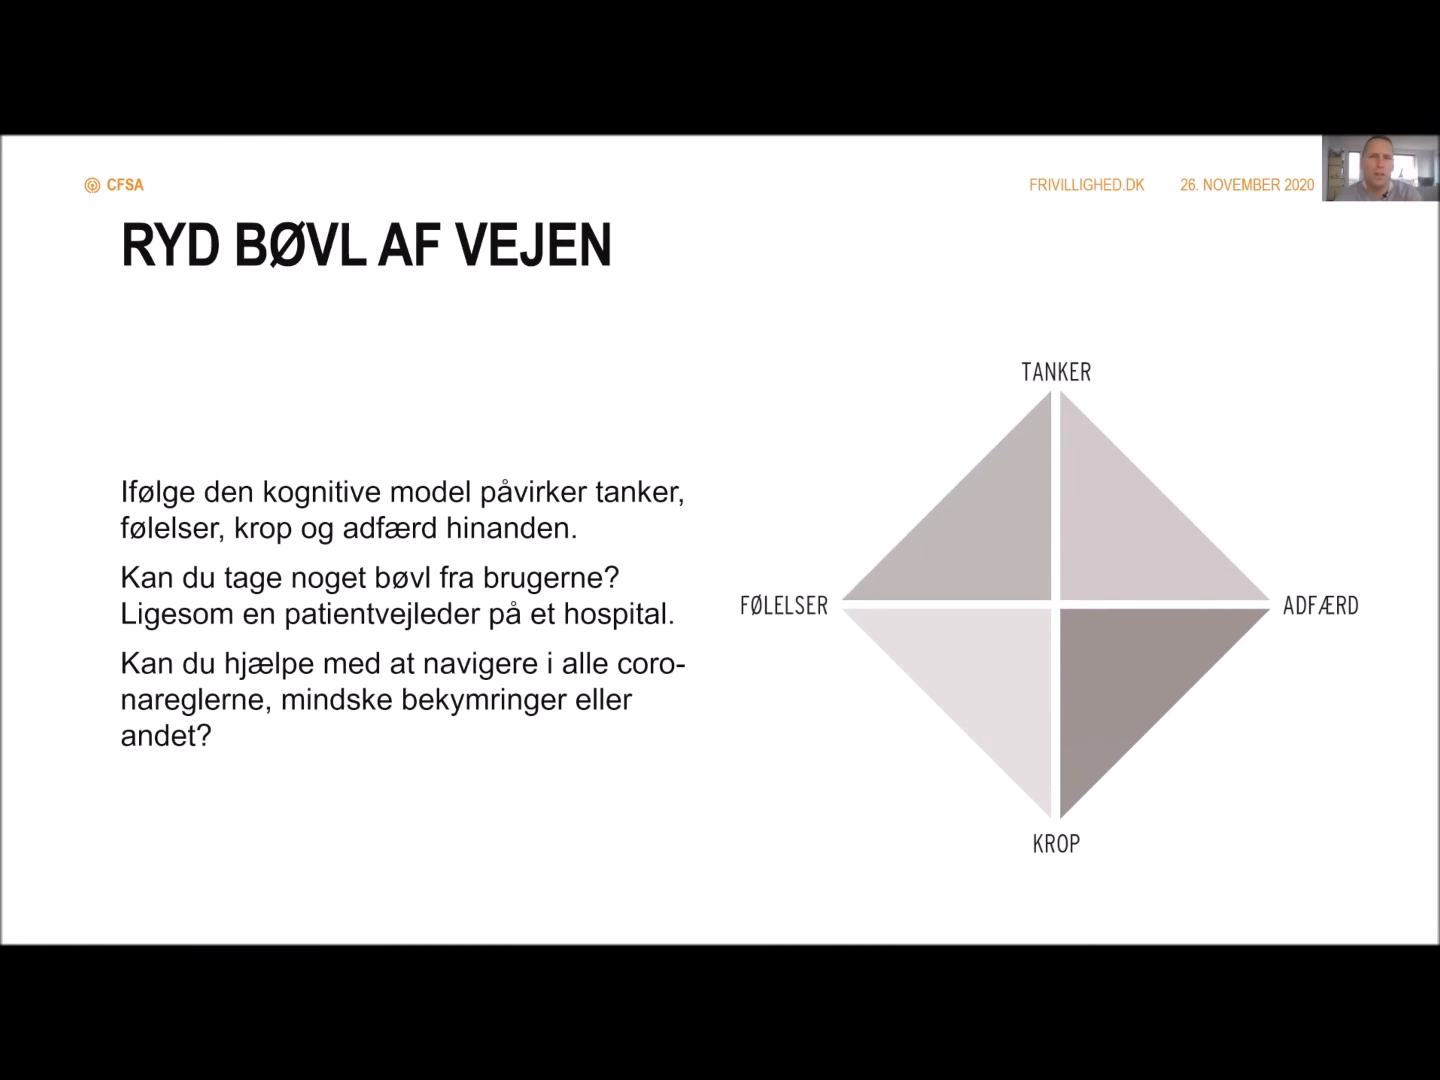 CFSA
FRIVILLIGHED.DK
26. NOVEMBER 2020
RYD BØVL AF VEJEN
Ifølge den kognitive model påvirker tanker,
følelser, krop og adfærd hinanden.
Kan du tage noget bøvl fra brugerne?
Ligesom en patientvejleder på et hospital.
Kan du hjælpe med at navigere i alle coro-
nareglerne, mindske bekymringer eller
andet?
TANKER
FØLELSER
ADFÆRD
KROP